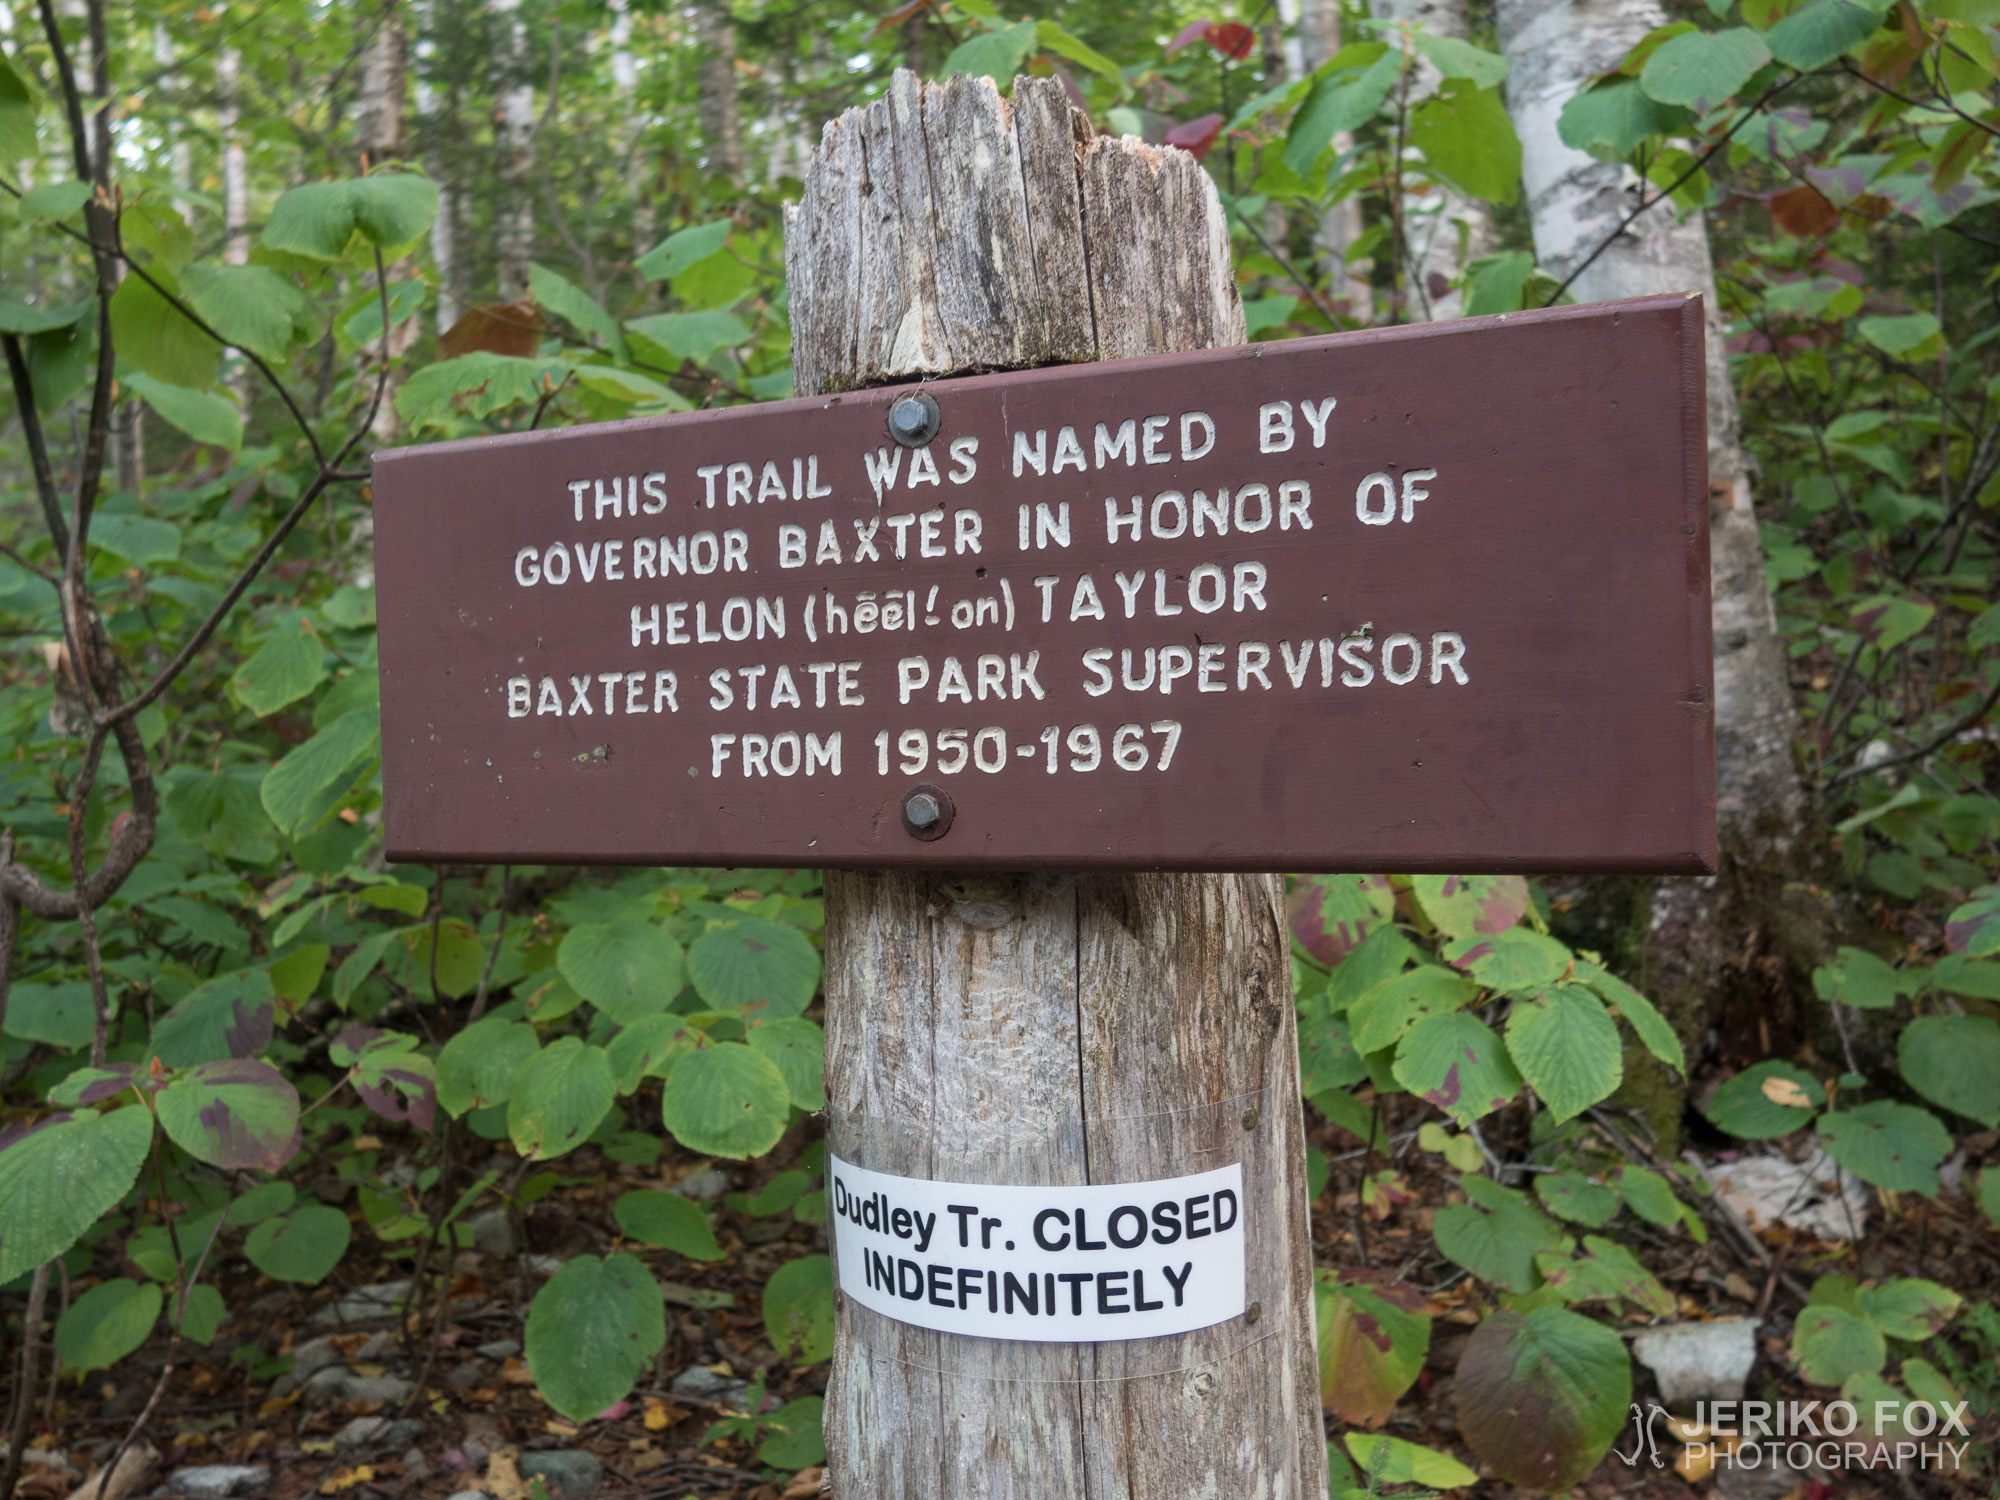 THIS TRAIL WAS NAMED BY
GOVERNOR BAXTER IN HONOR OF
HELON (hēēl! on) TAYLOR
BAXTER STATE PARK SUPERVISOR
FROM 1950-1967
Dudley Tr. CLOSED
INDEFINITELY
JERIKO FOX
PHOTOGRAPHY